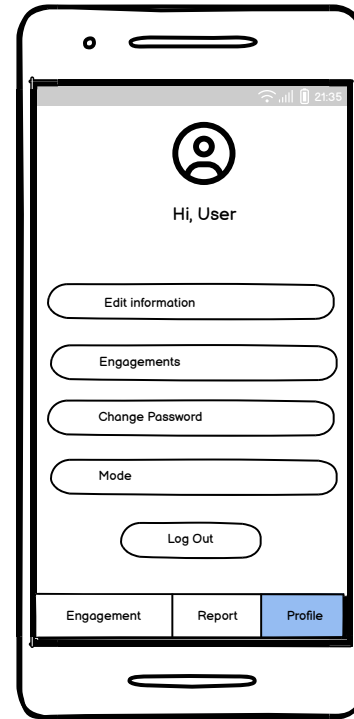 21:35
Hi, User
Edit information
Engagements
Change Password
Mode
Log Out
Engagement Report Profile